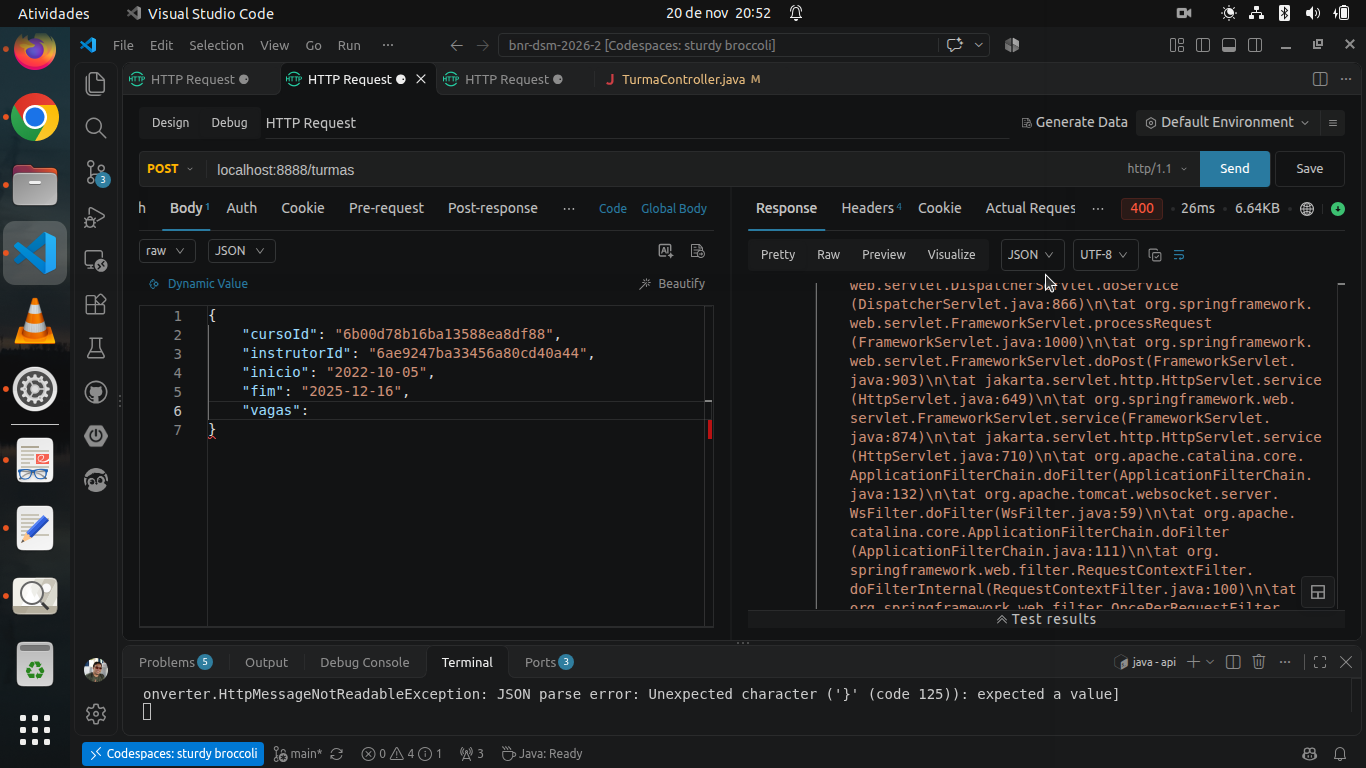 Atividades
Visual Studio Code
20 de nov 20:52
File Edit Selection View Go Run ···
bnr-dsm-2026-2 [Codespaces: sturdy broccoli]
HTTP Request
HTTP Request
HTTP Request
J TurmaController.java M
Design Debug HTTP Request
Generate Data
Default Environment
POST
localhost:8888/turmas
http/1.1
Send
Save
h Body 1 Auth Cookie Pre-request Post-response ··· Code Global Body
raw JSON
Dynamic Value
Beautify
1 {
2 "cursoId": "6b00d78b16ba13588ea8df88",
3 "instrutorId": "6ae9247ba33456a80cd40a44",
4 "inicio": "2022-10-05",
5 "fim": "2025-12-16",
6 "vagas":
7 }
Response Headers 4 Cookie Actual Reques ··· 400 26ms 6.64KB
Pretty Raw Preview Visualize JSON UTF-8
web.servlet.DispatcherServlet.doService
(DispatcherServlet.java:866)\n\tat org.springframework.
web.servlet.FrameworkServlet.processRequest
(FrameworkServlet.java:1000)\n\tat org.springframework.
web.servlet.FrameworkServlet.doPost(FrameworkServlet.
java:903)\n\tat jakarta.servlet.http.HttpServlet.service
(HttpServlet.java:649)\n\tat org.springframework.web.
servlet.FrameworkServlet.service(FrameworkServlet.
java:874)\n\tat jakarta.servlet.http.HttpServlet.service
(HttpServlet.java:710)\n\tat org.apache.catalina.core.
ApplicationFilterChain.doFilter(ApplicationFilterChain.
java:132)\n\tat org.apache.tomcat.websocket.server.
WsFilter.doFilter(WsFilter.java:59)\n\tat org.apache.
catalina.core.ApplicationFilterChain.doFilter
(ApplicationFilterChain.java:111)\n\tat org.
springframework.web.filter.RequestContextFilter.
doFilterInternal(RequestContextFilter.java:100)\n\tat
org.springframework.web.filter.OncePerRequestFilter
Test results
3
Problems 5 Output Debug Console Terminal Ports 3
java - api
onverter.HttpMessageNotReadableException: JSON parse error: Unexpected character ('}' (code 125)): expected a value]
Codespaces: sturdy broccoli
main*
0 4 1
3
Java: Ready